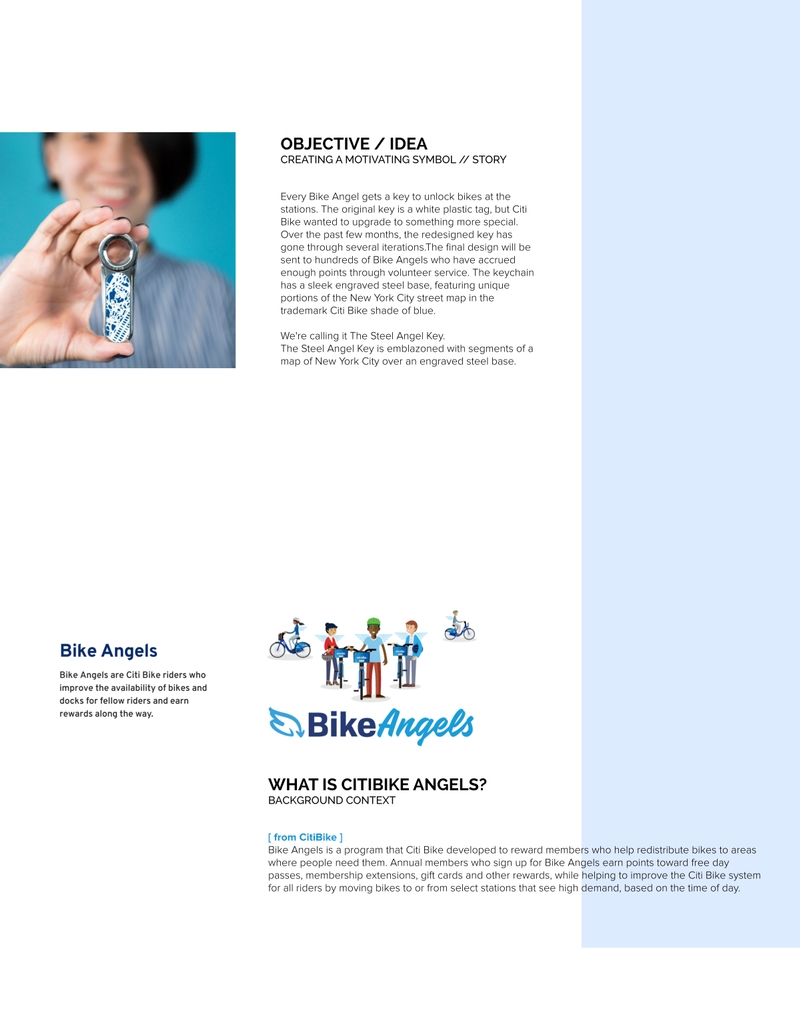 OBJECTIVE / IDEA
CREATING A MOTIVATING SYMBOL // STORY
Every Bike Angel gets a key to unlock bikes at the
stations. The original key is a white plastic tag, but Citi
Bike wanted to upgrade to something more special.
Over the past few months, the redesigned key has
gone through several iterations.The final design will be
sent to hundreds of Bike Angels who have accrued
enough points through volunteer service. The keychain
has a sleek engraved steel base, featuring unique
portions of the New York City street map in the
trademark Citi Bike shade of blue.
We're calling it The Steel Angel Key.
The Steel Angel Key is emblazoned with segments of a
map of New York City over an engraved steel base.
Bike Angels
Bike Angels are Citi Bike riders who
improve the availability of bikes and
docks for fellow riders and earn
rewards along the way.
BikeAngels
WHAT IS CITIBIKE ANGELS?
BACKGROUND CONTEXT
[ from CitiBike ]
Bike Angels is a program that Citi Bike developed to reward members who help redistribute bikes to areas
where people need them. Annual members who sign up for Bike Angels earn points toward free day
passes, membership extensions, gift cards and other rewards, while helping to improve the Citi Bike system
for all riders by moving bikes to or from select stations that see high demand, based on the time of day.